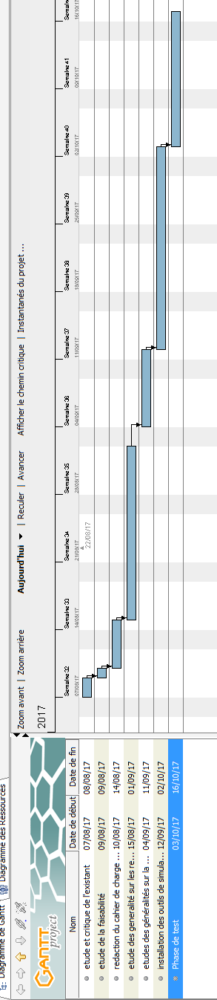 Diagramme de Gantt
Diagramme des Ressources
GANTT
project
Zoom avant | Zoom arrière
Aujourd'hui ▼ | Reculer | Avancer
Afficher le chemin critique | Instantanés du projet ...
2017
Semaine 32
Semaine 33
Semaine 34
Semaine 35
Semaine 36
Semaine 37
Semaine 38
Semaine 39
Semaine 40
Semaine 41
07/08/17
14/08/17
21/08/17
28/08/17
04/09/17
11/09/17
18/09/17
25/09/17
02/10/17
09/10/17
22/08/17
Nom Date de début Date de fin
etude et critique de l'existant 07/08/17 08/08/17
etude de la faisabilité 09/08/17 09/08/17
redaction du cahier de charge ... 10/08/17 14/08/17
etude des generalité sur les re... 15/08/17 01/09/17
etudes des généralités sur la ... 04/09/17 11/09/17
installation des outils de simula... 12/09/17 02/10/17
Phase de test 03/10/17 16/10/17